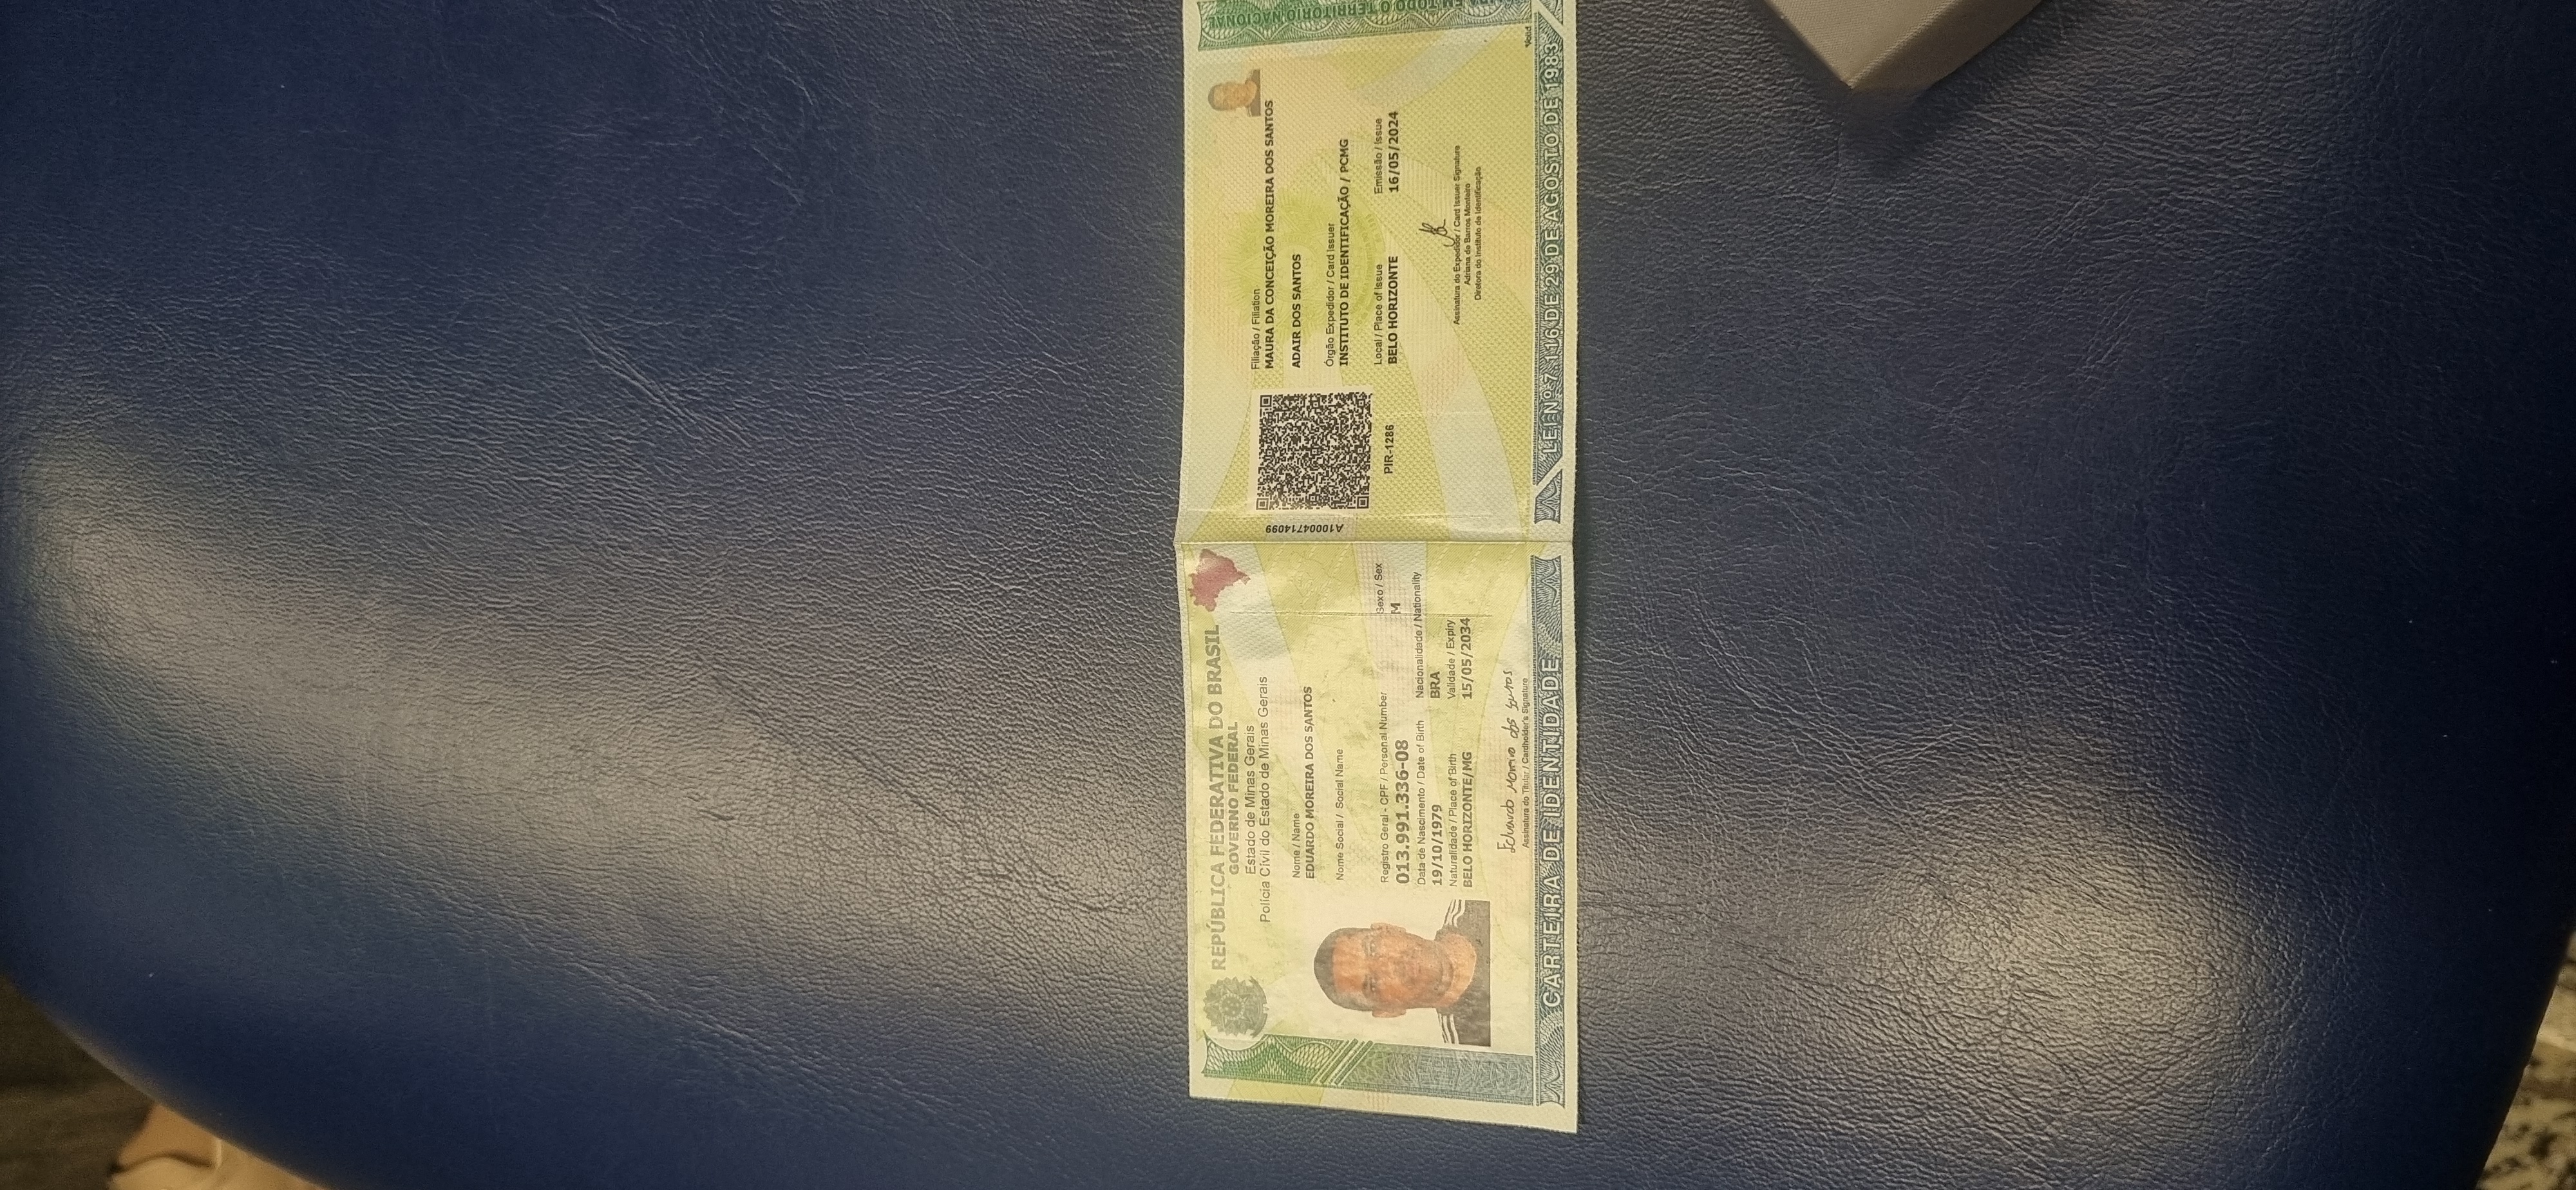 REPÚBLICA FEDERATIVA DO BRASIL
GOVERNO FEDERAL
Estado de Minas Gerais
Polícia Civil do Estado de Minas Gerais
Nome / Name
EDUARDO MOREIRA DOS SANTOS
Nome Social / Social Name
Registro Geral - CPF / Personal Number
013.991.336-08
Sexo / Sex
M
Data de Nascimento / Date of Birth
19/10/1979
Nacionalidade / Nationality
BRA
Naturalidade / Place of Birth
BELO HORIZONTE/MG
Validade / Expiry
15/05/2034
Eduardo Moreira dos Santos
Assinatura do Titular / Cardholder's Signature
CARTEIRA DE IDENTIDADE
A10004714099
PIR-1286
Filiação / Filiation
MAURA DA CONCEIÇÃO MOREIRA DOS SANTOS
ADAIR DOS SANTOS
Órgão Expedidor / Card Issuer
INSTITUTO DE IDENTIFICAÇÃO / PCMG
Local / Place of Issue
BELO HORIZONTE
Emissão / Issue
16/05/2024
Assinatura do Expedidor / Card Issuer Signature
Adriana de Barros Monteiro
Diretora do Instituto de Identificação
LEI Nº 7.116 DE 29 DE AGOSTO DE 1983
EM TODO O TERRITÓRIO NACIONAL